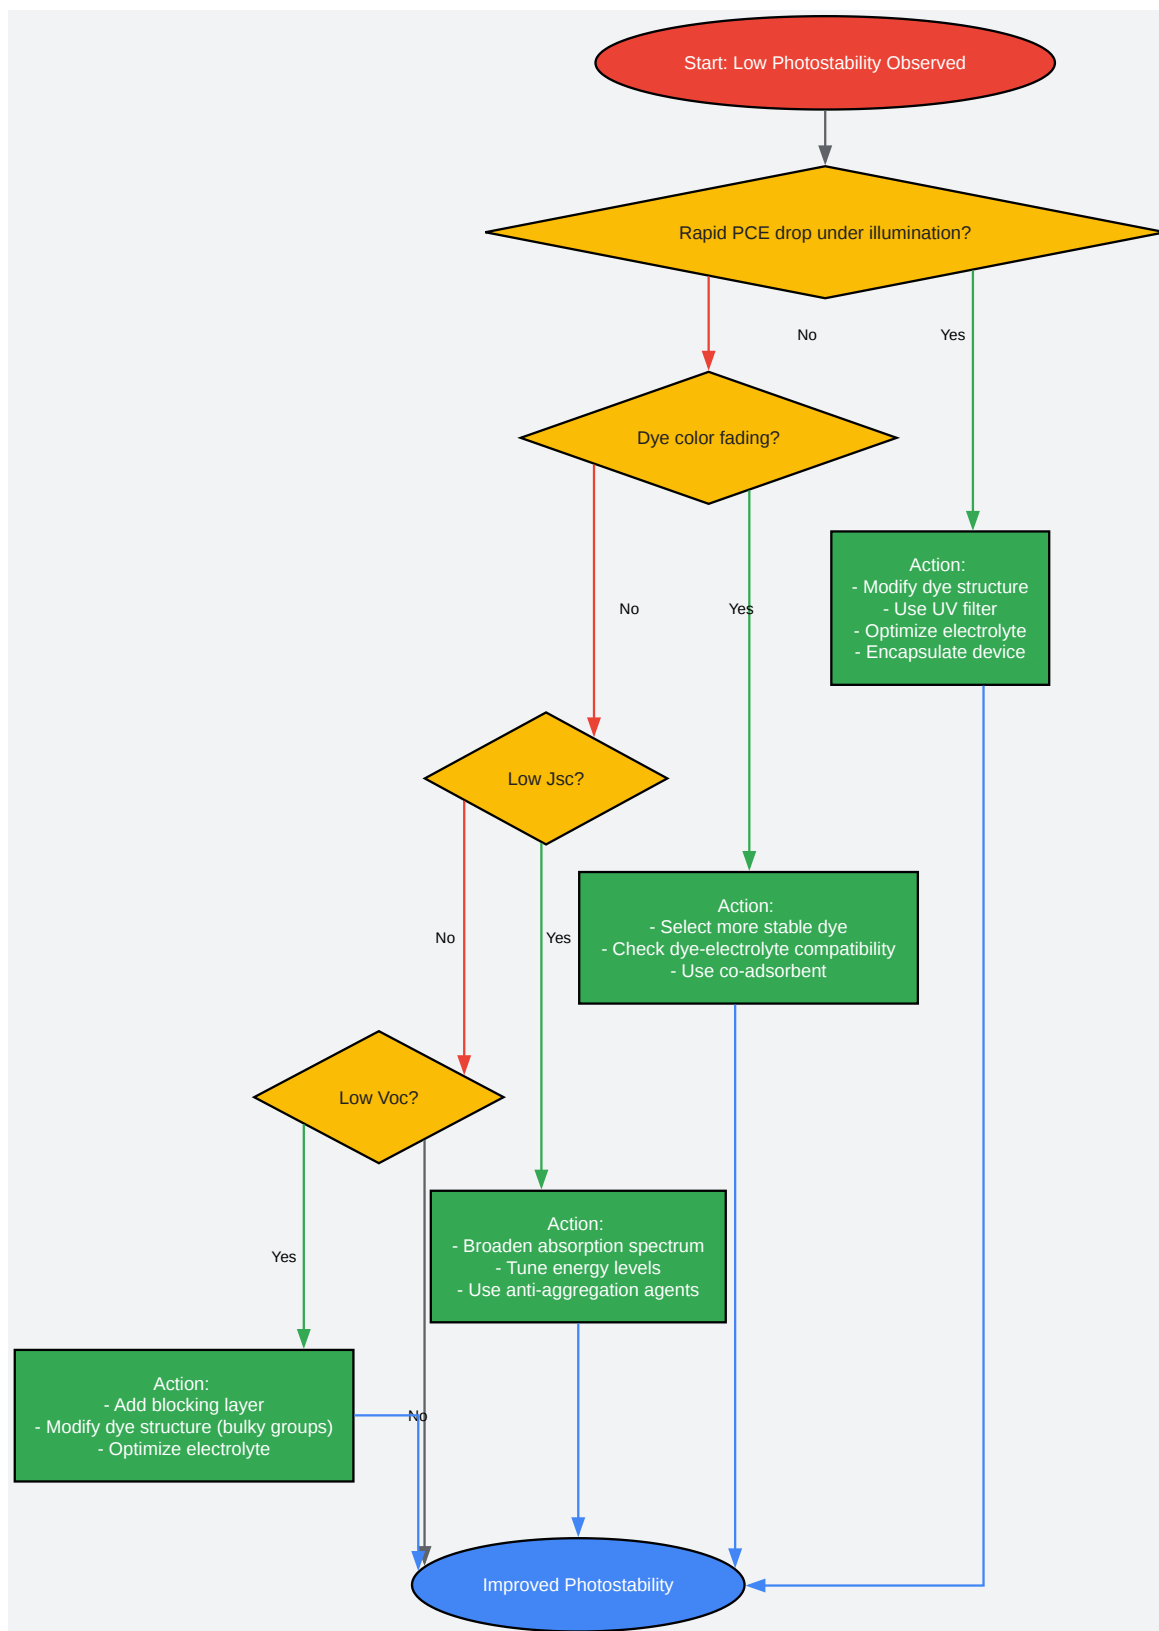 Start: Low Photostability Observed
Rapid PCE drop under illumination?
No
Yes
Dye color fading?
Action:
- Modify dye structure
- Use UV filter
- Optimize electrolyte
- Encapsulate device
No
Yes
Low Jsc?
Action:
- Select more stable dye
- Check dye-electrolyte compatibility
- Use co-adsorbent
No
Yes
Low Voc?
Action:
- Broaden absorption spectrum
- Tune energy levels
- Use anti-aggregation agents
Yes
Action:
- Add blocking layer
- Modify dye structure (bulky groups)
- Optimize electrolyte
No
Improved Photostability